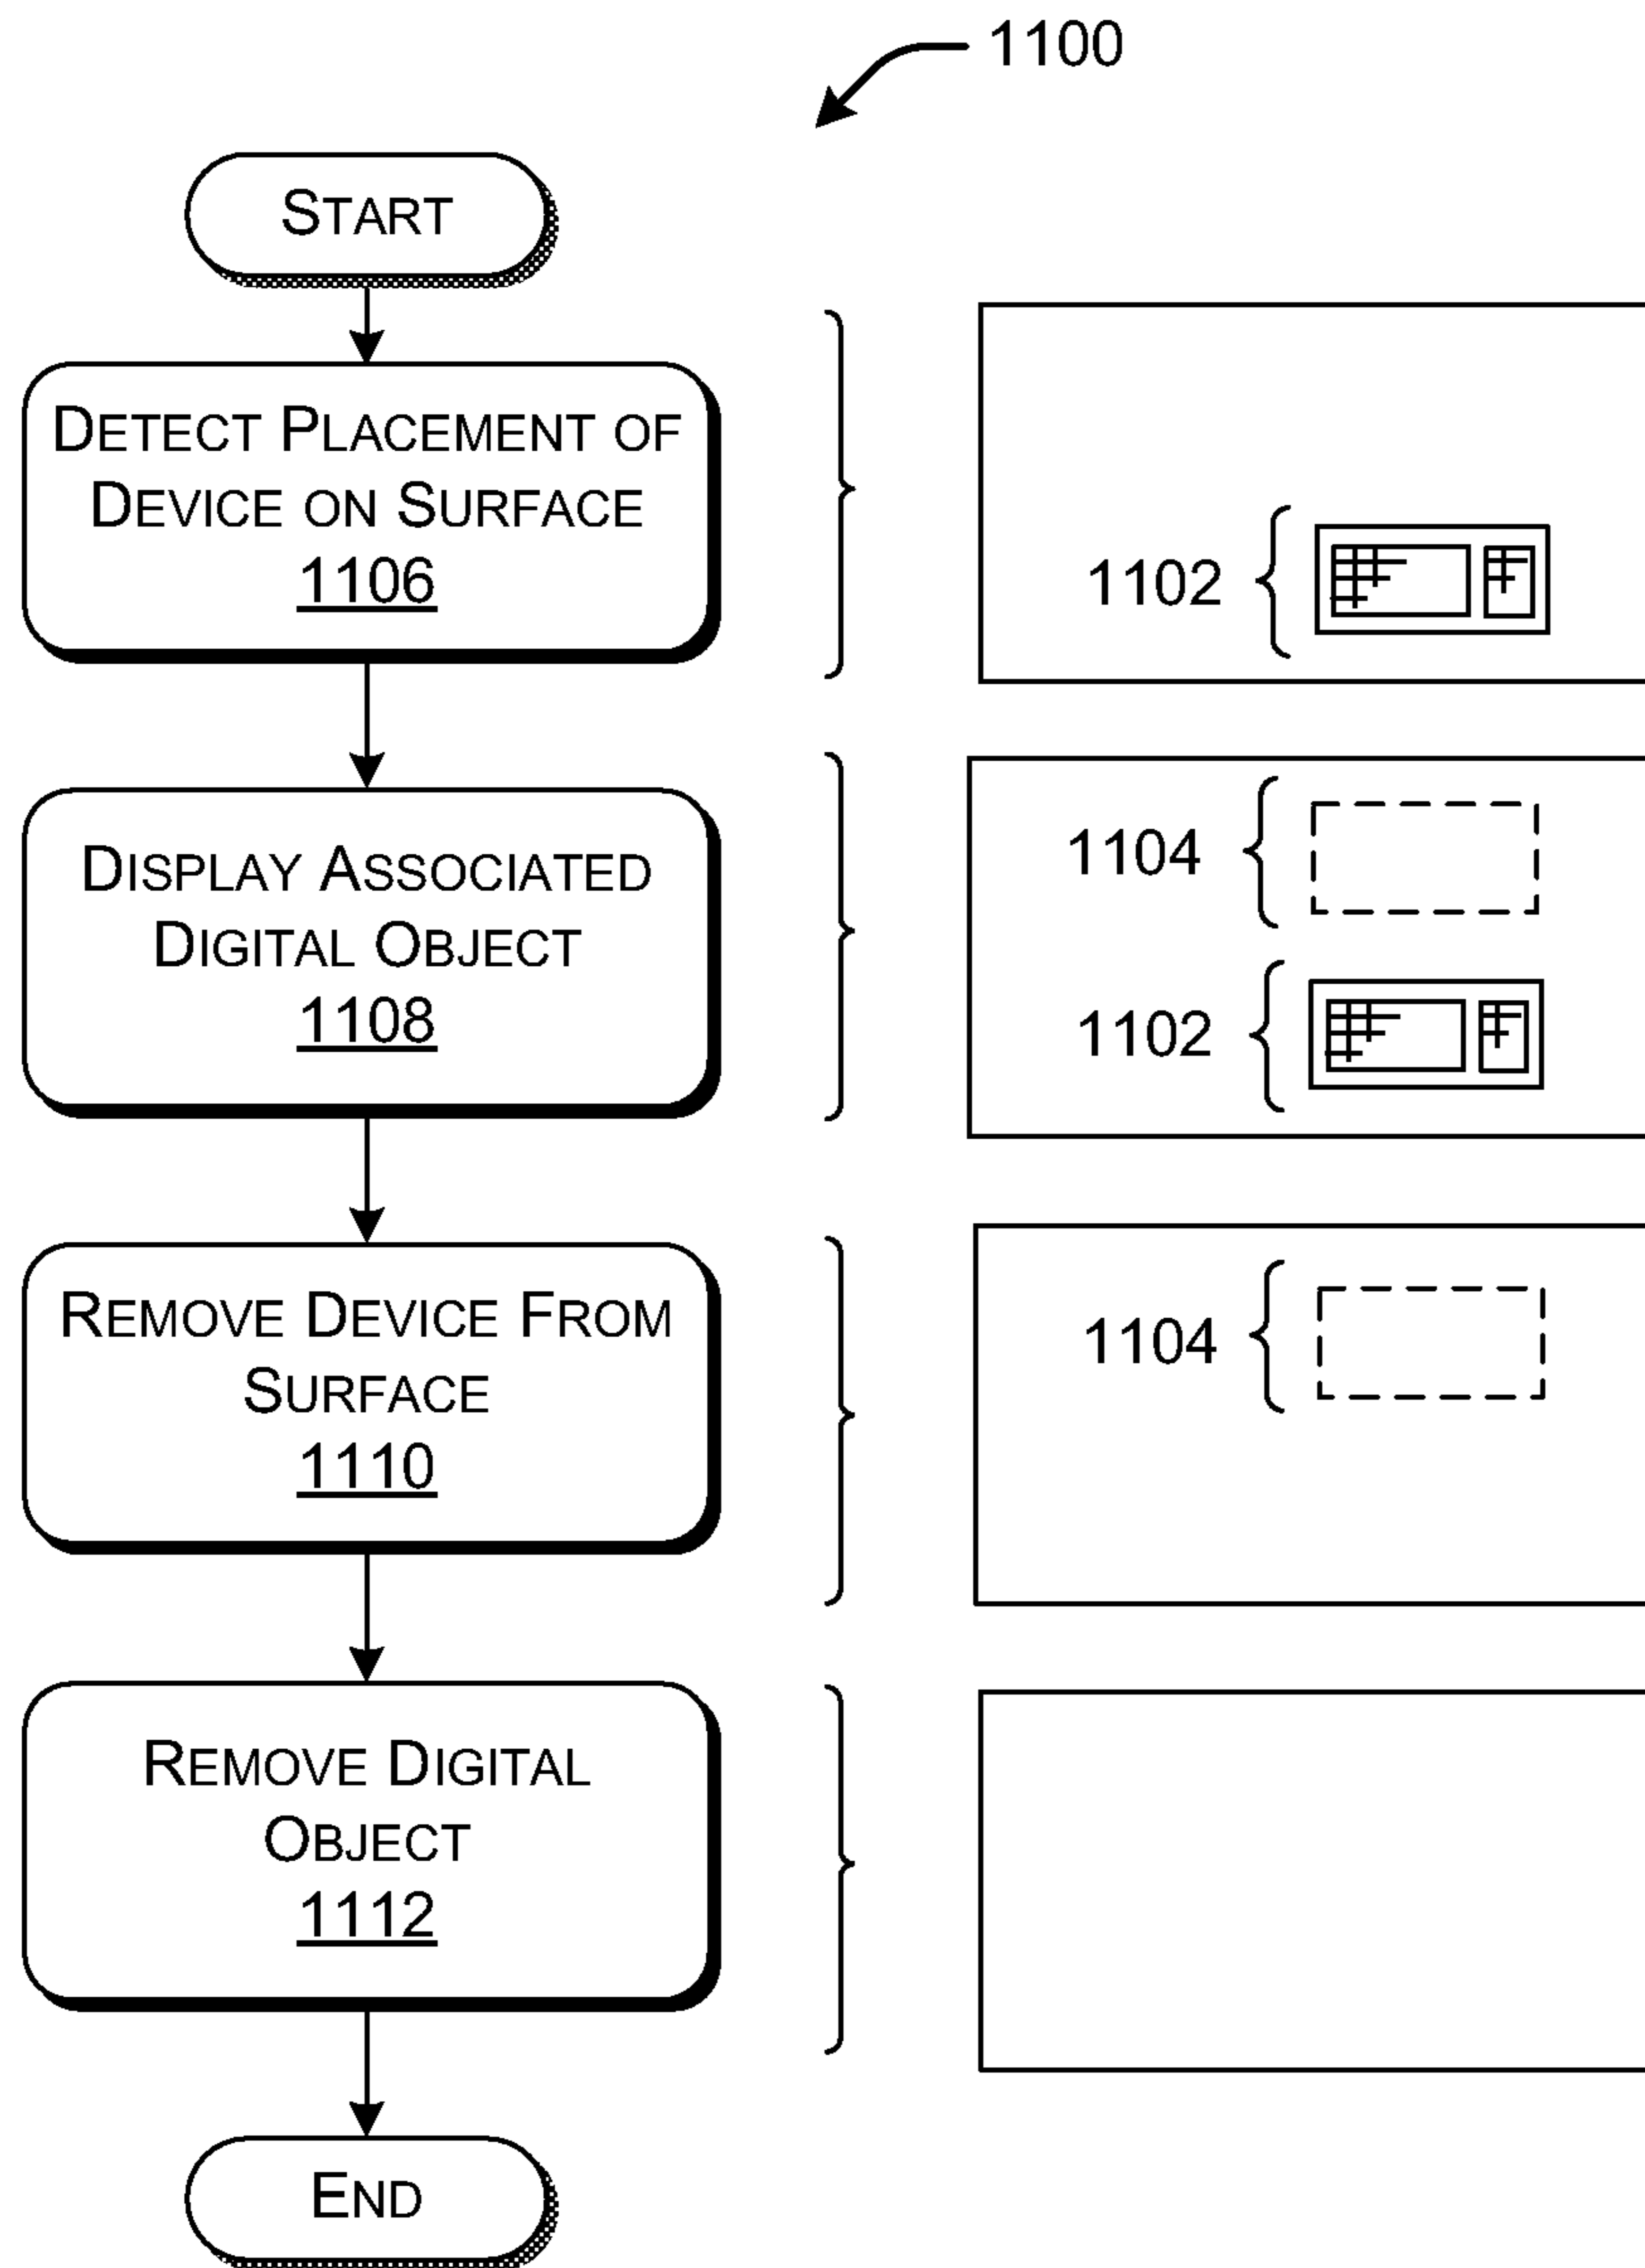 1100
START
DETECT PLACEMENT OF
DEVICE ON SURFACE
1106
1102
DISPLAY ASSOCIATED
DIGITAL OBJECT
1108
1104
1102
REMOVE DEVICE FROM
SURFACE
1110
1104
REMOVE DIGITAL
OBJECT
1112
END